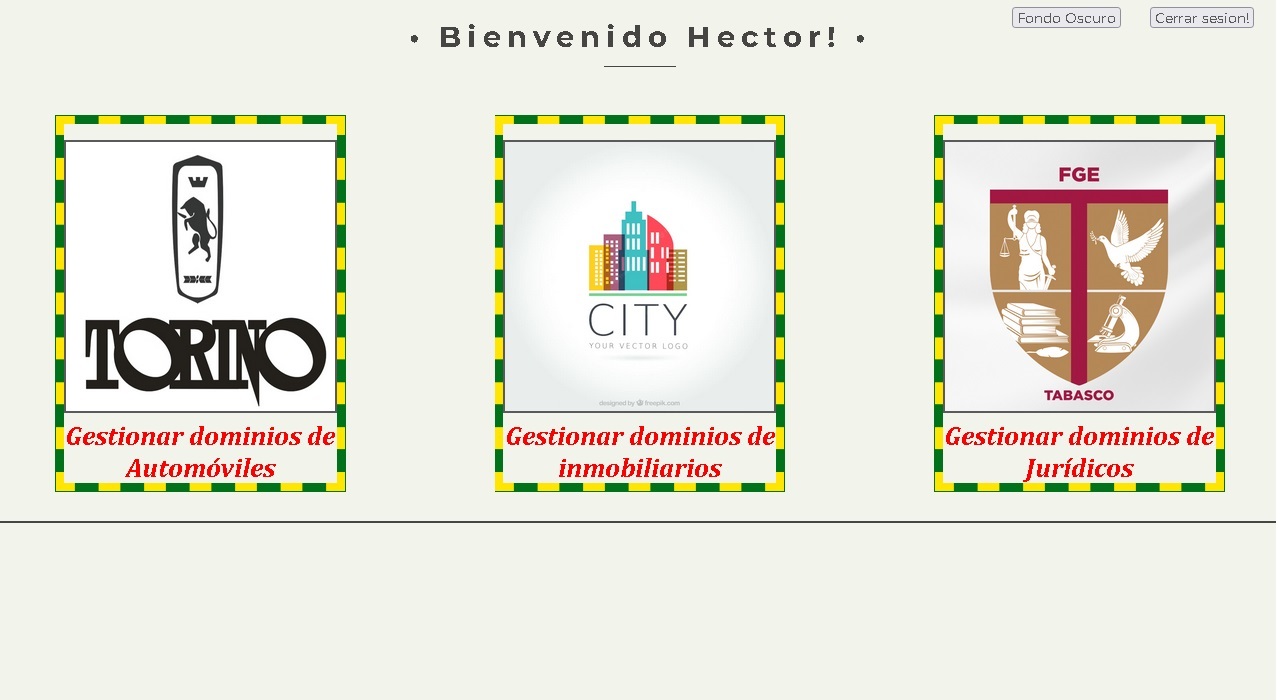 • Bienvenido Hector! •
Fondo Oscuro
Cerrar sesion!
TORINO
Gestionar dominios de
Automóviles
CITY
YOUR VECTOR LOGO
designed by freepik.com
Gestionar dominios de
inmobiliarios
FGE
TABASCO
Gestionar dominios de
Jurídicos